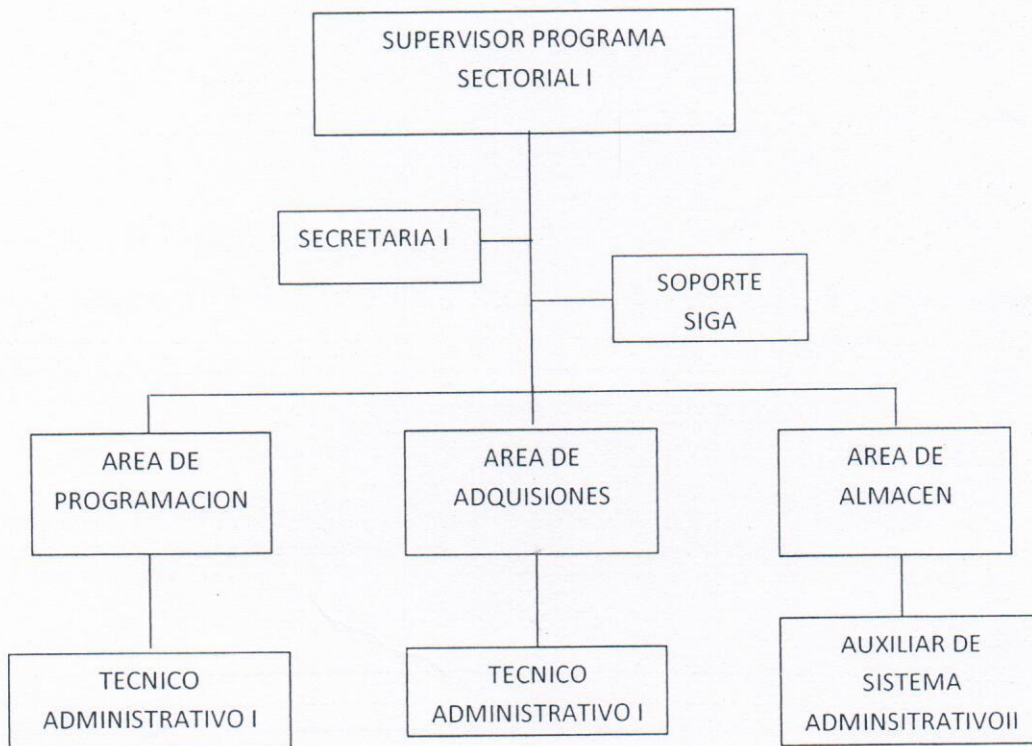 SUPERVISOR PROGRAMA
SECTORIAL I
SECRETARIA I
SOPORTE
SIGA
AREA DE
PROGRAMACION
AREA DE
ADQUISIONES
AREA DE
ALMACEN
TECNICO
ADMINISTRATIVO I
TECNICO
ADMINISTRATIVO I
AUXILIAR DE
SISTEMA
ADMINSITRATIVOII